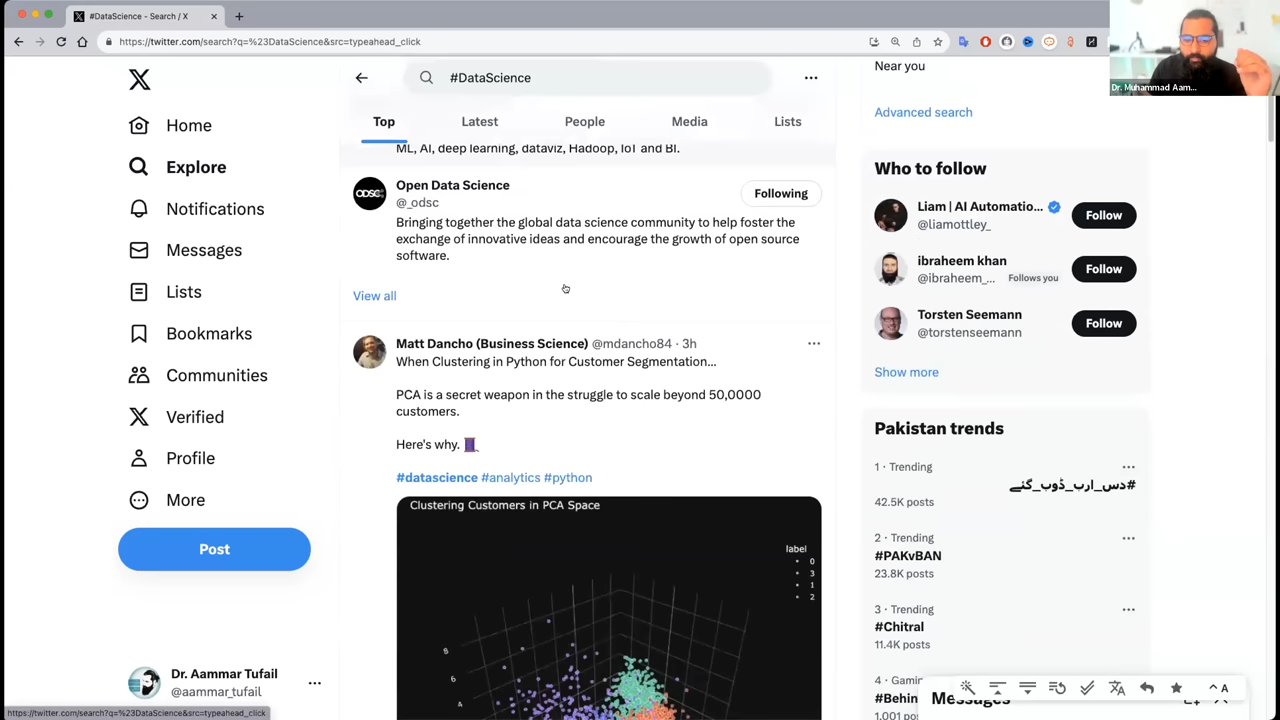 #DataScience - Search / X
https://twitter.com/search?q=%23DataScience&src=typeahead_click
Dr. Muhammad Aam...
Home
Explore
Notifications
Messages
Lists
Bookmarks
Communities
Verified
Profile
More
Post
Dr. Aammar Tufail
@aammar_tufail
https://twitter.com/search?q=%23DataScience&src=typeahead_click
#DataScience
Top
Latest
People
Media
Lists
ML, AI, deep learning, dataviz, Hadoop, IoT and BI.
ODSC
Open Data Science
@_odsc
Following
Bringing together the global data science community to help foster the
exchange of innovative ideas and encourage the growth of open source
software.
View all
Matt Dancho (Business Science) @mdancho84 · 3h
When Clustering in Python for Customer Segmentation...
PCA is a secret weapon in the struggle to scale beyond 50,0000
customers.
Here's why. 🧵
#datascience #analytics #python
Clustering Customers in PCA Space
label
0
3
1
2
8
6
4
Near you
Advanced search
Who to follow
Liam | AI Automatio...
@liamottley_
Follow
ibraheem khan
@ibraheem_... Follows you
Follow
Torsten Seemann
@torstenseemann
Follow
Show more
Pakistan trends
1 · Trending
#دس_ارب_ڈوب_گئے
42.5K posts
2 · Trending
#PAKvBAN
23.8K posts
3 · Trending
#Chitral
11.4K posts
#Behin
1,001 posts
Messages
A